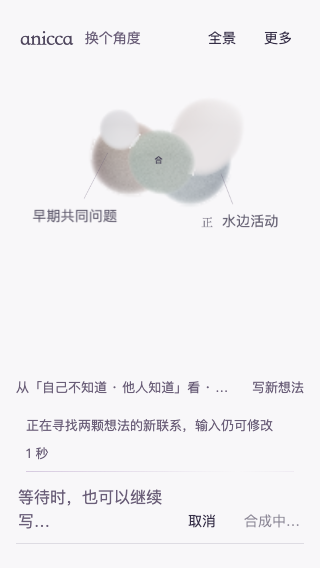 anicca 换个角度 全景 更多
合
早期共同问题
正 水边活动
从「自己不知道 · 他人知道」看 · … 写新想法
正在寻找两颗想法的新联系，输入仍可修改
1 秒
等待时，也可以继续
写… 取消 合成中…